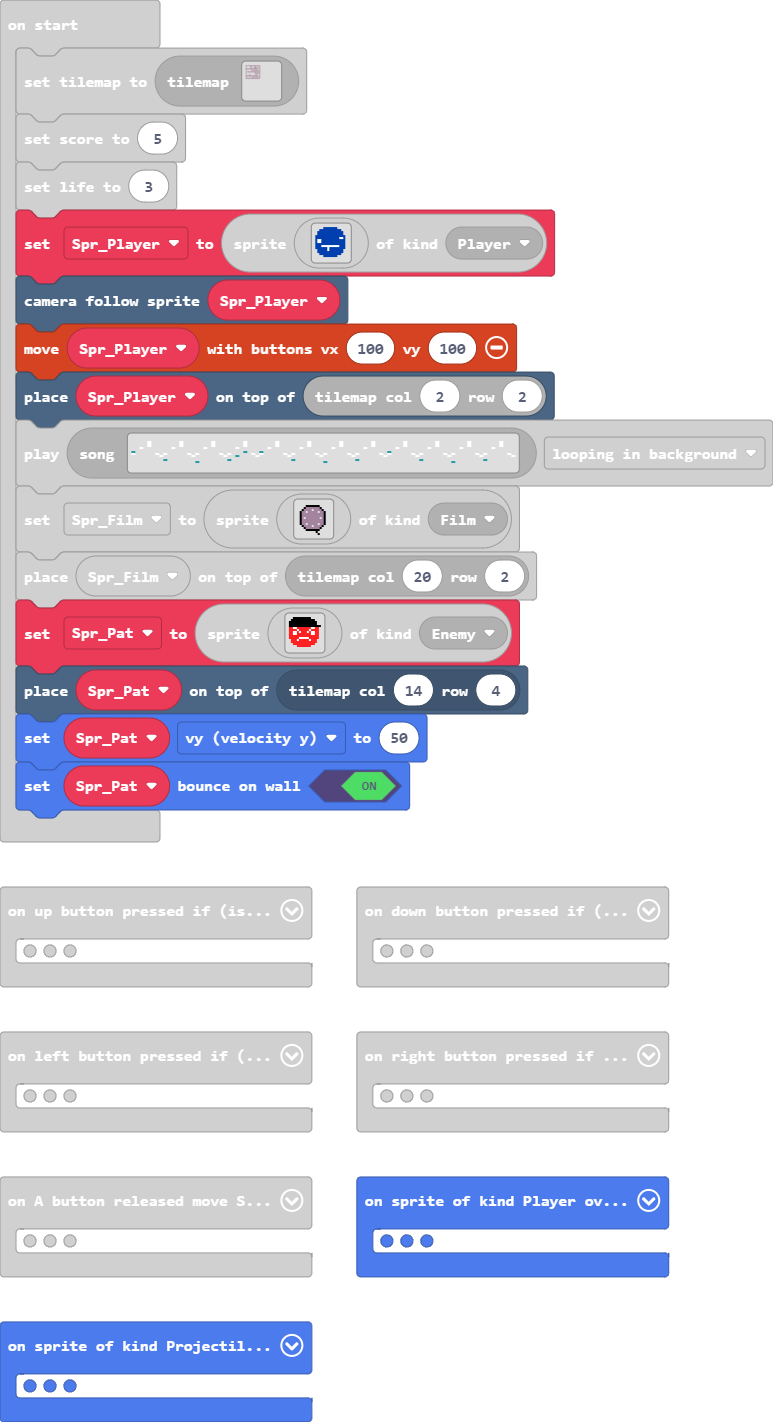 on start
set tilemap to tilemap
set score to 5
set life to 3
set Spr_Player to sprite of kind Player
camera follow sprite Spr_Player
move Spr_Player with buttons vx 100 vy 100
place Spr_Player on top of tilemap col 2 row 2
play song looping in background
set Spr_Film to sprite of kind Film
place Spr_Film on top of tilemap col 20 row 2
set Spr_Pat to sprite of kind Enemy
place Spr_Pat on top of tilemap col 14 row 4
set Spr_Pat vy (velocity y) to 50
set Spr_Pat bounce on wall ON
on up button pressed if (is...
on down button pressed if (...
on left button pressed if (...
on right button pressed if ...
on A button released move S...
on sprite of kind Player ov...
on sprite of kind Projectil...